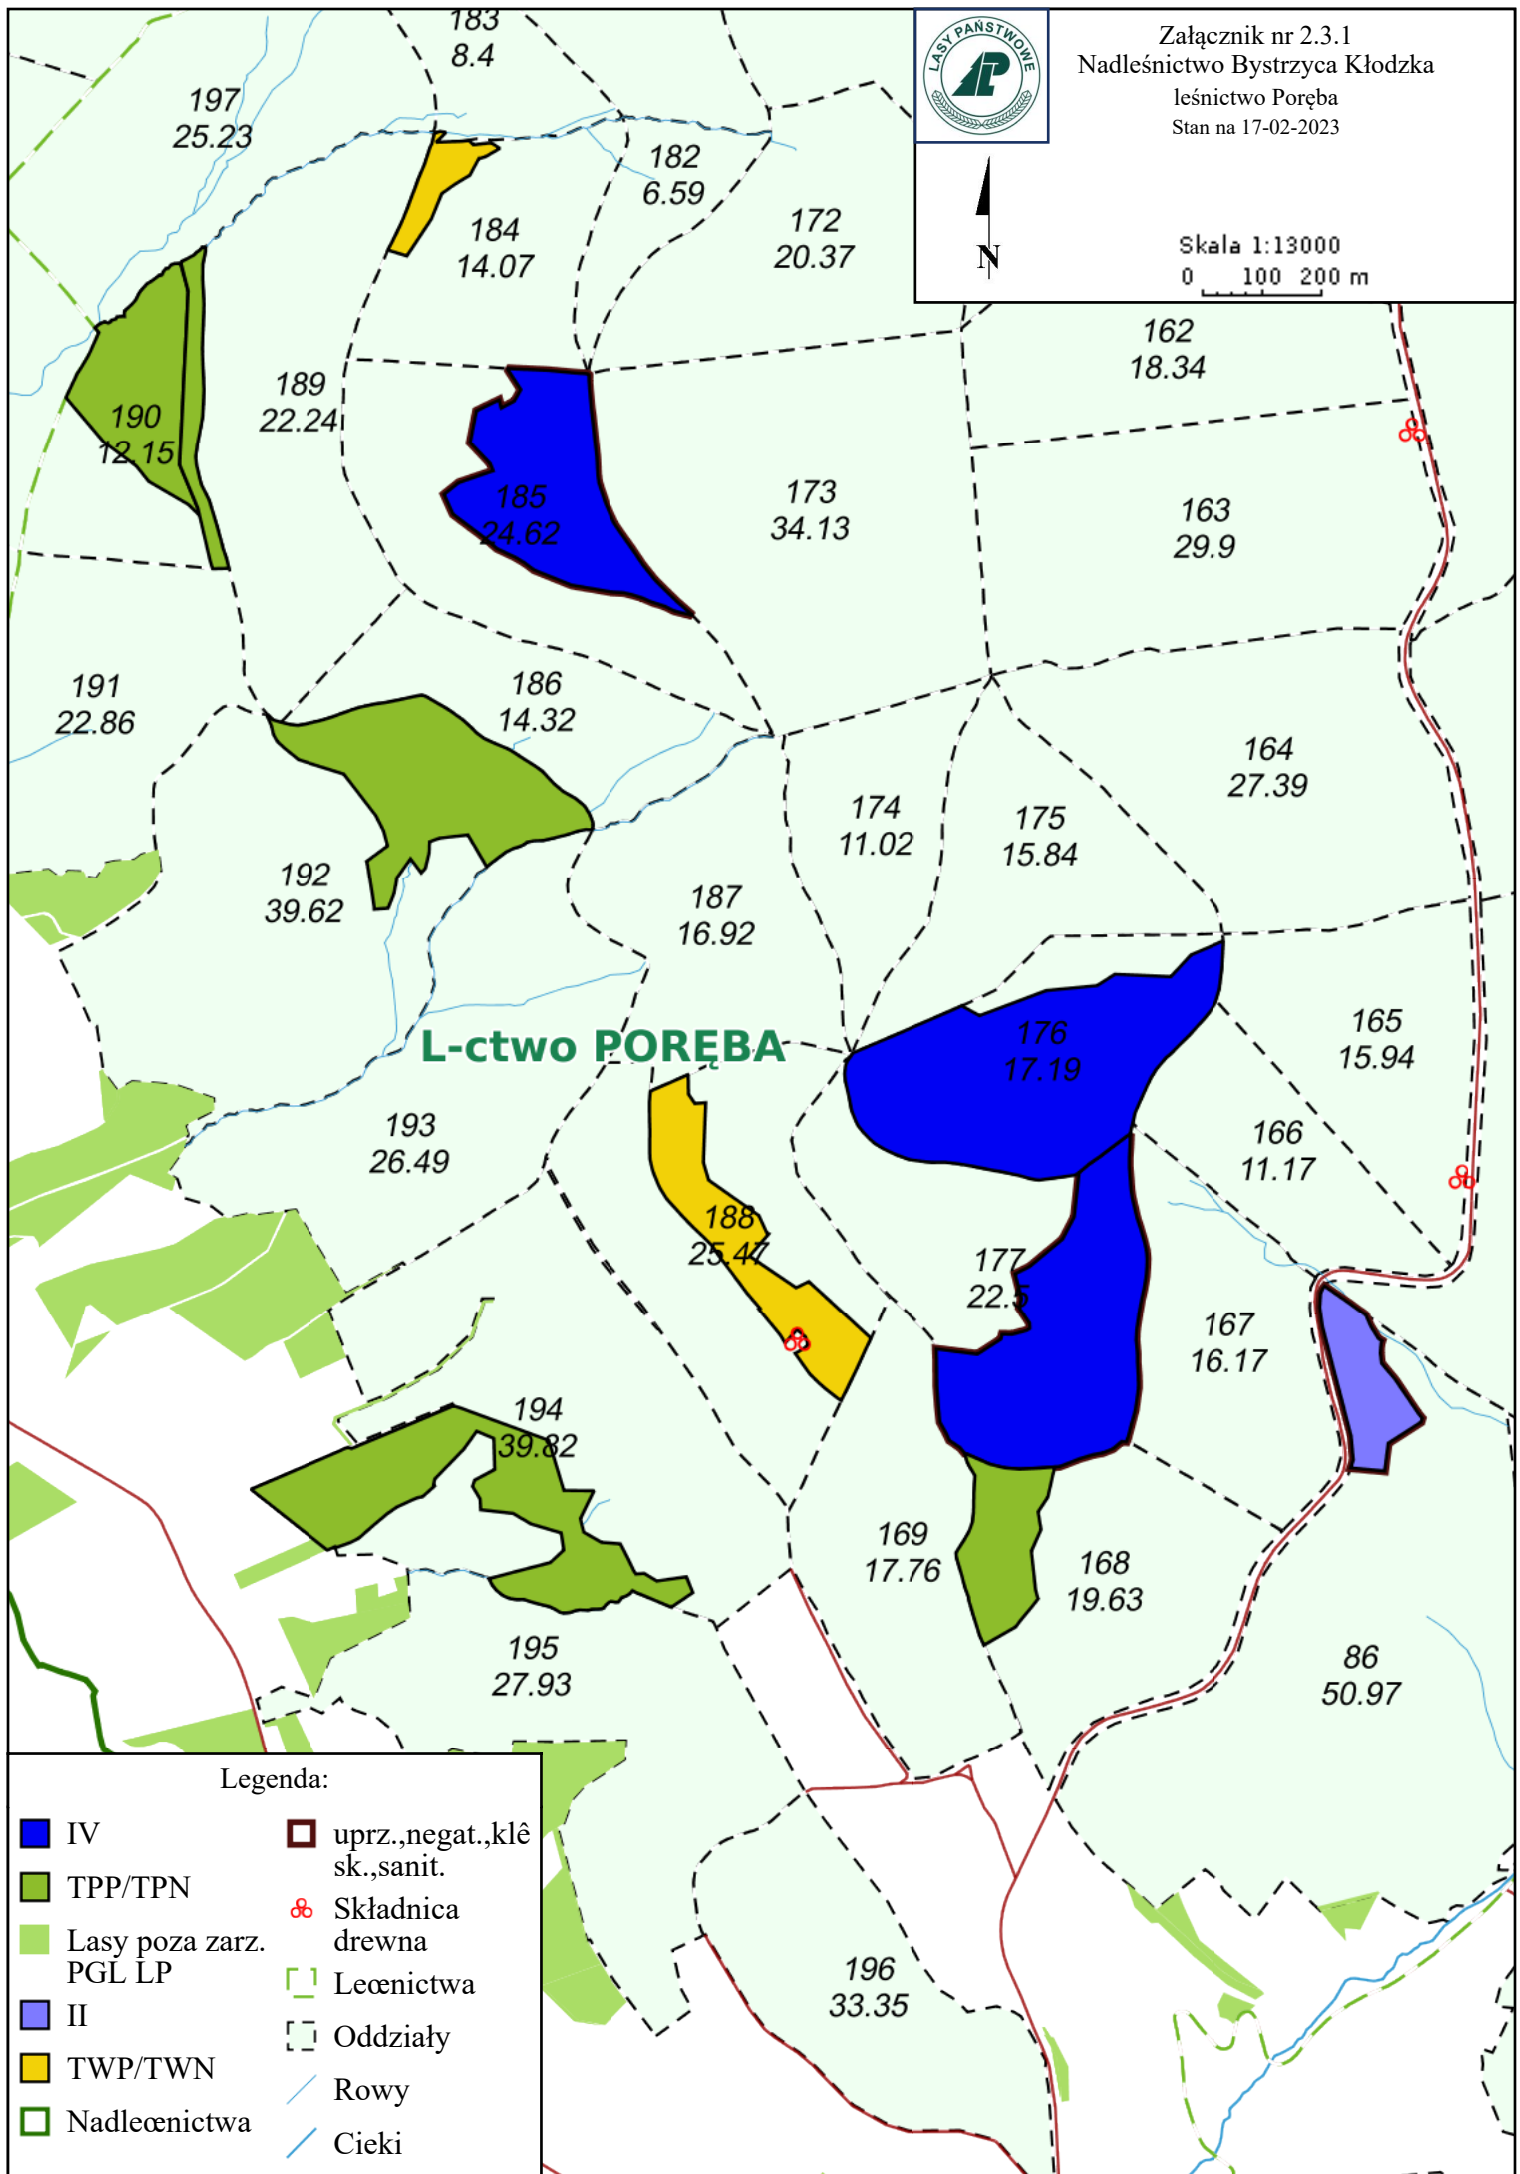 183
8.4
LASY PAŃSTWOWE
Załącznik nr 2.3.1
Nadleśnictwo Bystrzyca Kłodzka
leśnictwo Poręba
Stan na 17-02-2023
N
Skala 1:13000
0 100 200 m
197
25.23
182
6.59
184
14.07
172
20.37
162
18.34
189
22.24
190
12.15
185
24.62
173
34.13
163
29.9
191
22.86
186
14.32
164
27.39
174
11.02
175
15.84
192
39.62
187
16.92
176
17.19
165
15.94
L-ctwo PORĘBA
193
26.49
166
11.17
188
25.47
177
22.5
167
16.17
194
39.82
169
17.76
168
19.63
195
27.93
86
50.97
196
33.35
Legenda:
IV
TPP/TPN
Lasy poza zarz.
PGL LP
II
TWP/TWN
Nadleœnictwa
uprz.,negat.,klê
sk.,sanit.
Składnica
drewna
Leœnictwa
Oddziały
Rowy
Cieki